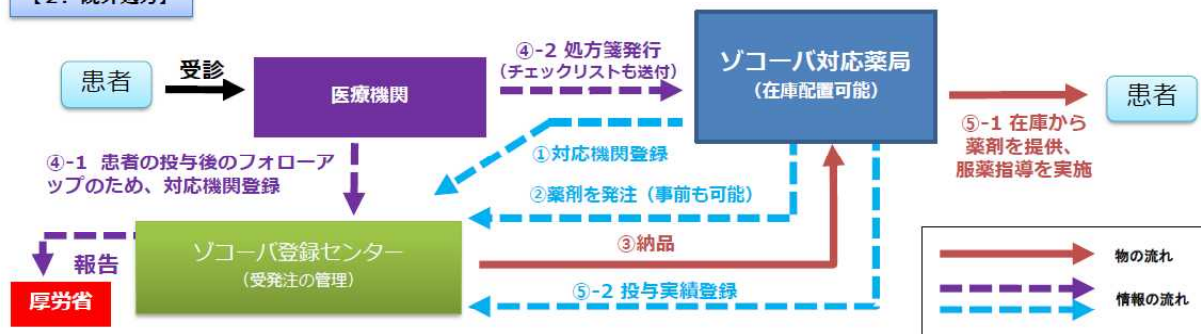 【２．院外処方】
患者
受診
医療機関
④-2 処方箋発行
（チェックリストも送付）
ゾコーバ対応薬局
（在庫配置可能）
患者
⑤-1 在庫から
薬剤を提供、
服薬指導を実施
④-1 患者の投与後のフォローア
ップのため、対応機関登録
①対応機関登録
②薬剤を発注（事前も可能）
③納品
⑤-2 投与実績登録
ゾコーバ登録センター
（受発注の管理）
報告
厚労省
物の流れ
情報の流れ